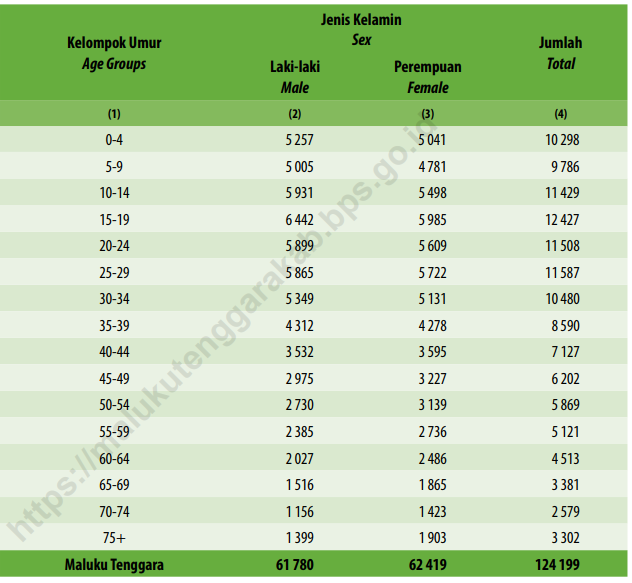 Jenis Kelamin
Kelompok Umur Sex Jumlah
Age Groups Total
Laki-laki Perempuan
Male Female
(1) (2) (3) (4)
0-4 5 257 5 041 10 298
5-9 5 005 4 781 9 786
10-14 5 931 5 498 11 429
15-19 6 442 5 985 12 427
20-24 5 899 5 609 11 508
25-29 5 865 5 722 11 587
30-34 5 349 5 131 10 480
35-39 4 312 4 278 8 590
40-44 3 532 3 595 7 127
45-49 2 975 3 227 6 202
50-54 2 730 3 139 5 869
55-59 2 385 2 736 5 121
60-64 2 027 2 486 4 513
65-69 1 516 1 865 3 381
70-74 1 156 1 423 2 579
75+ 1 399 1 903 3 302
Maluku Tenggara 61 780 62 419 124 199
https://malukutenggarakab.bps.go.id